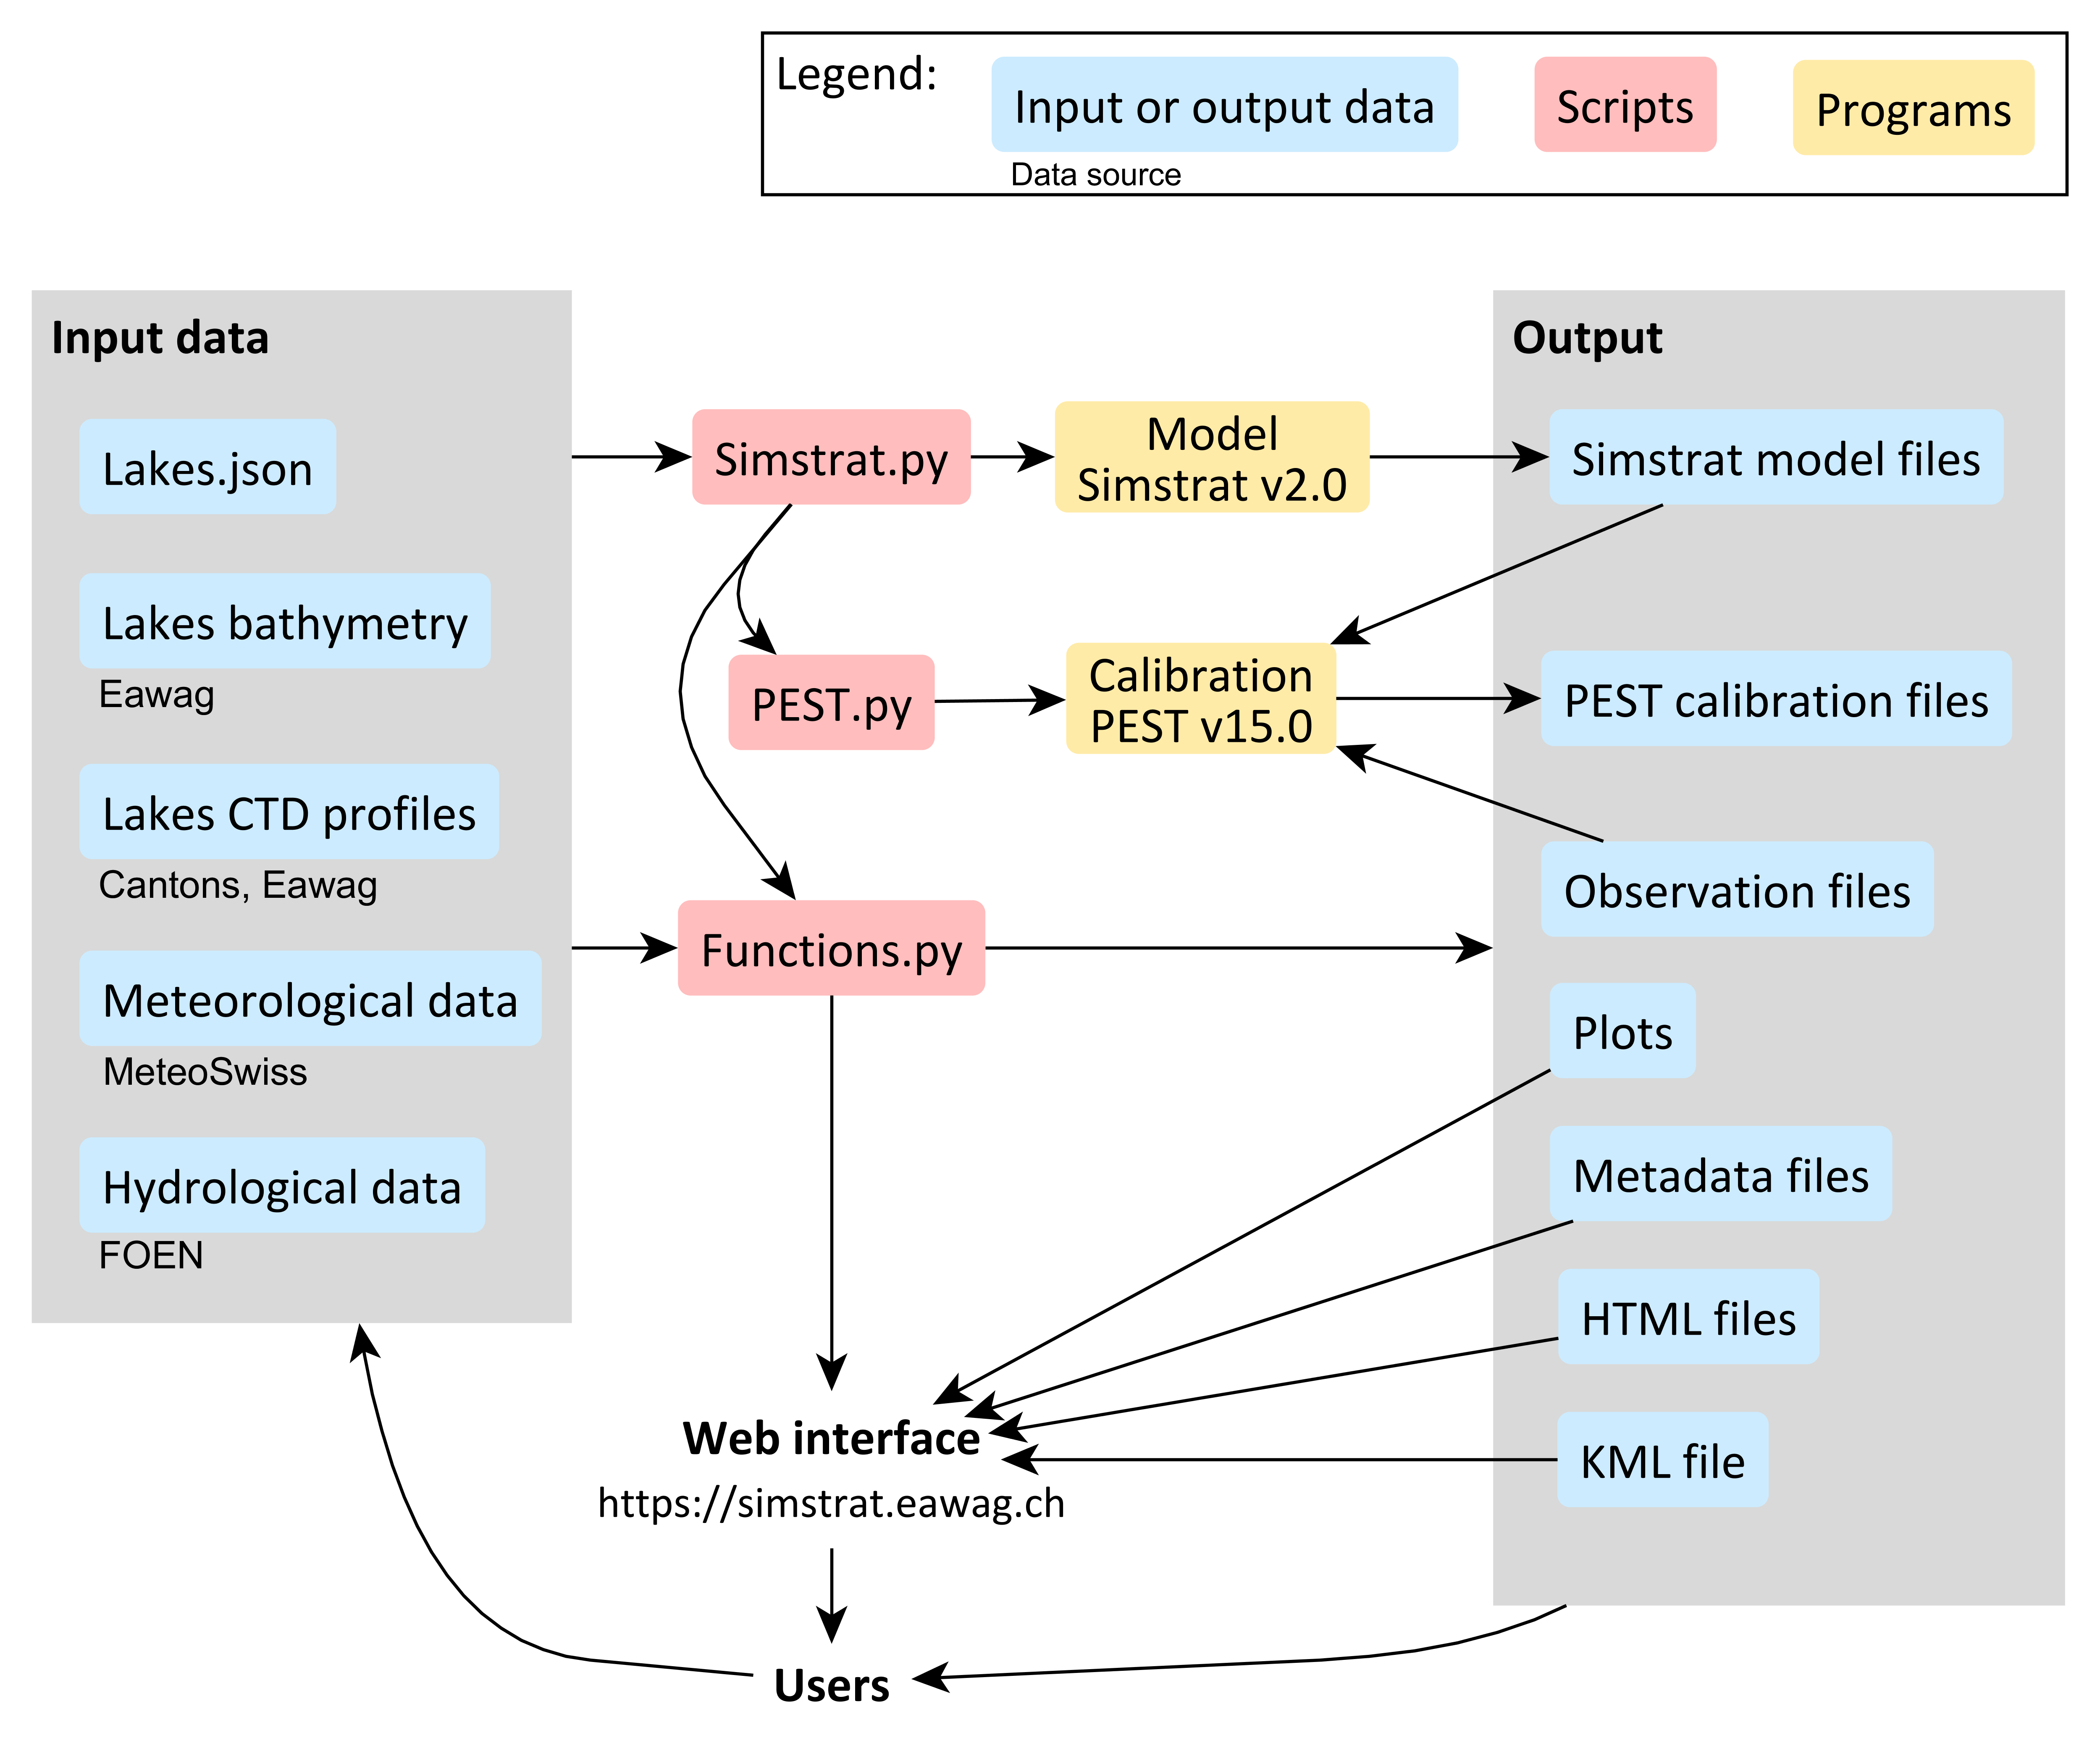 Legend:
Input or output data
Data source
Scripts
Programs
Input data
Lakes.json
Lakes bathymetry
Eawag
Lakes CTD profiles
Cantons, Eawag
Meteorological data
MeteoSwiss
Hydrological data
FOEN
Simstrat.py
Model
Simstrat v2.0
PEST.py
Calibration
PEST v15.0
Functions.py
Output
Simstrat model files
PEST calibration files
Observation files
Plots
Metadata files
HTML files
KML file
Web interface
https://simstrat.eawag.ch
Users